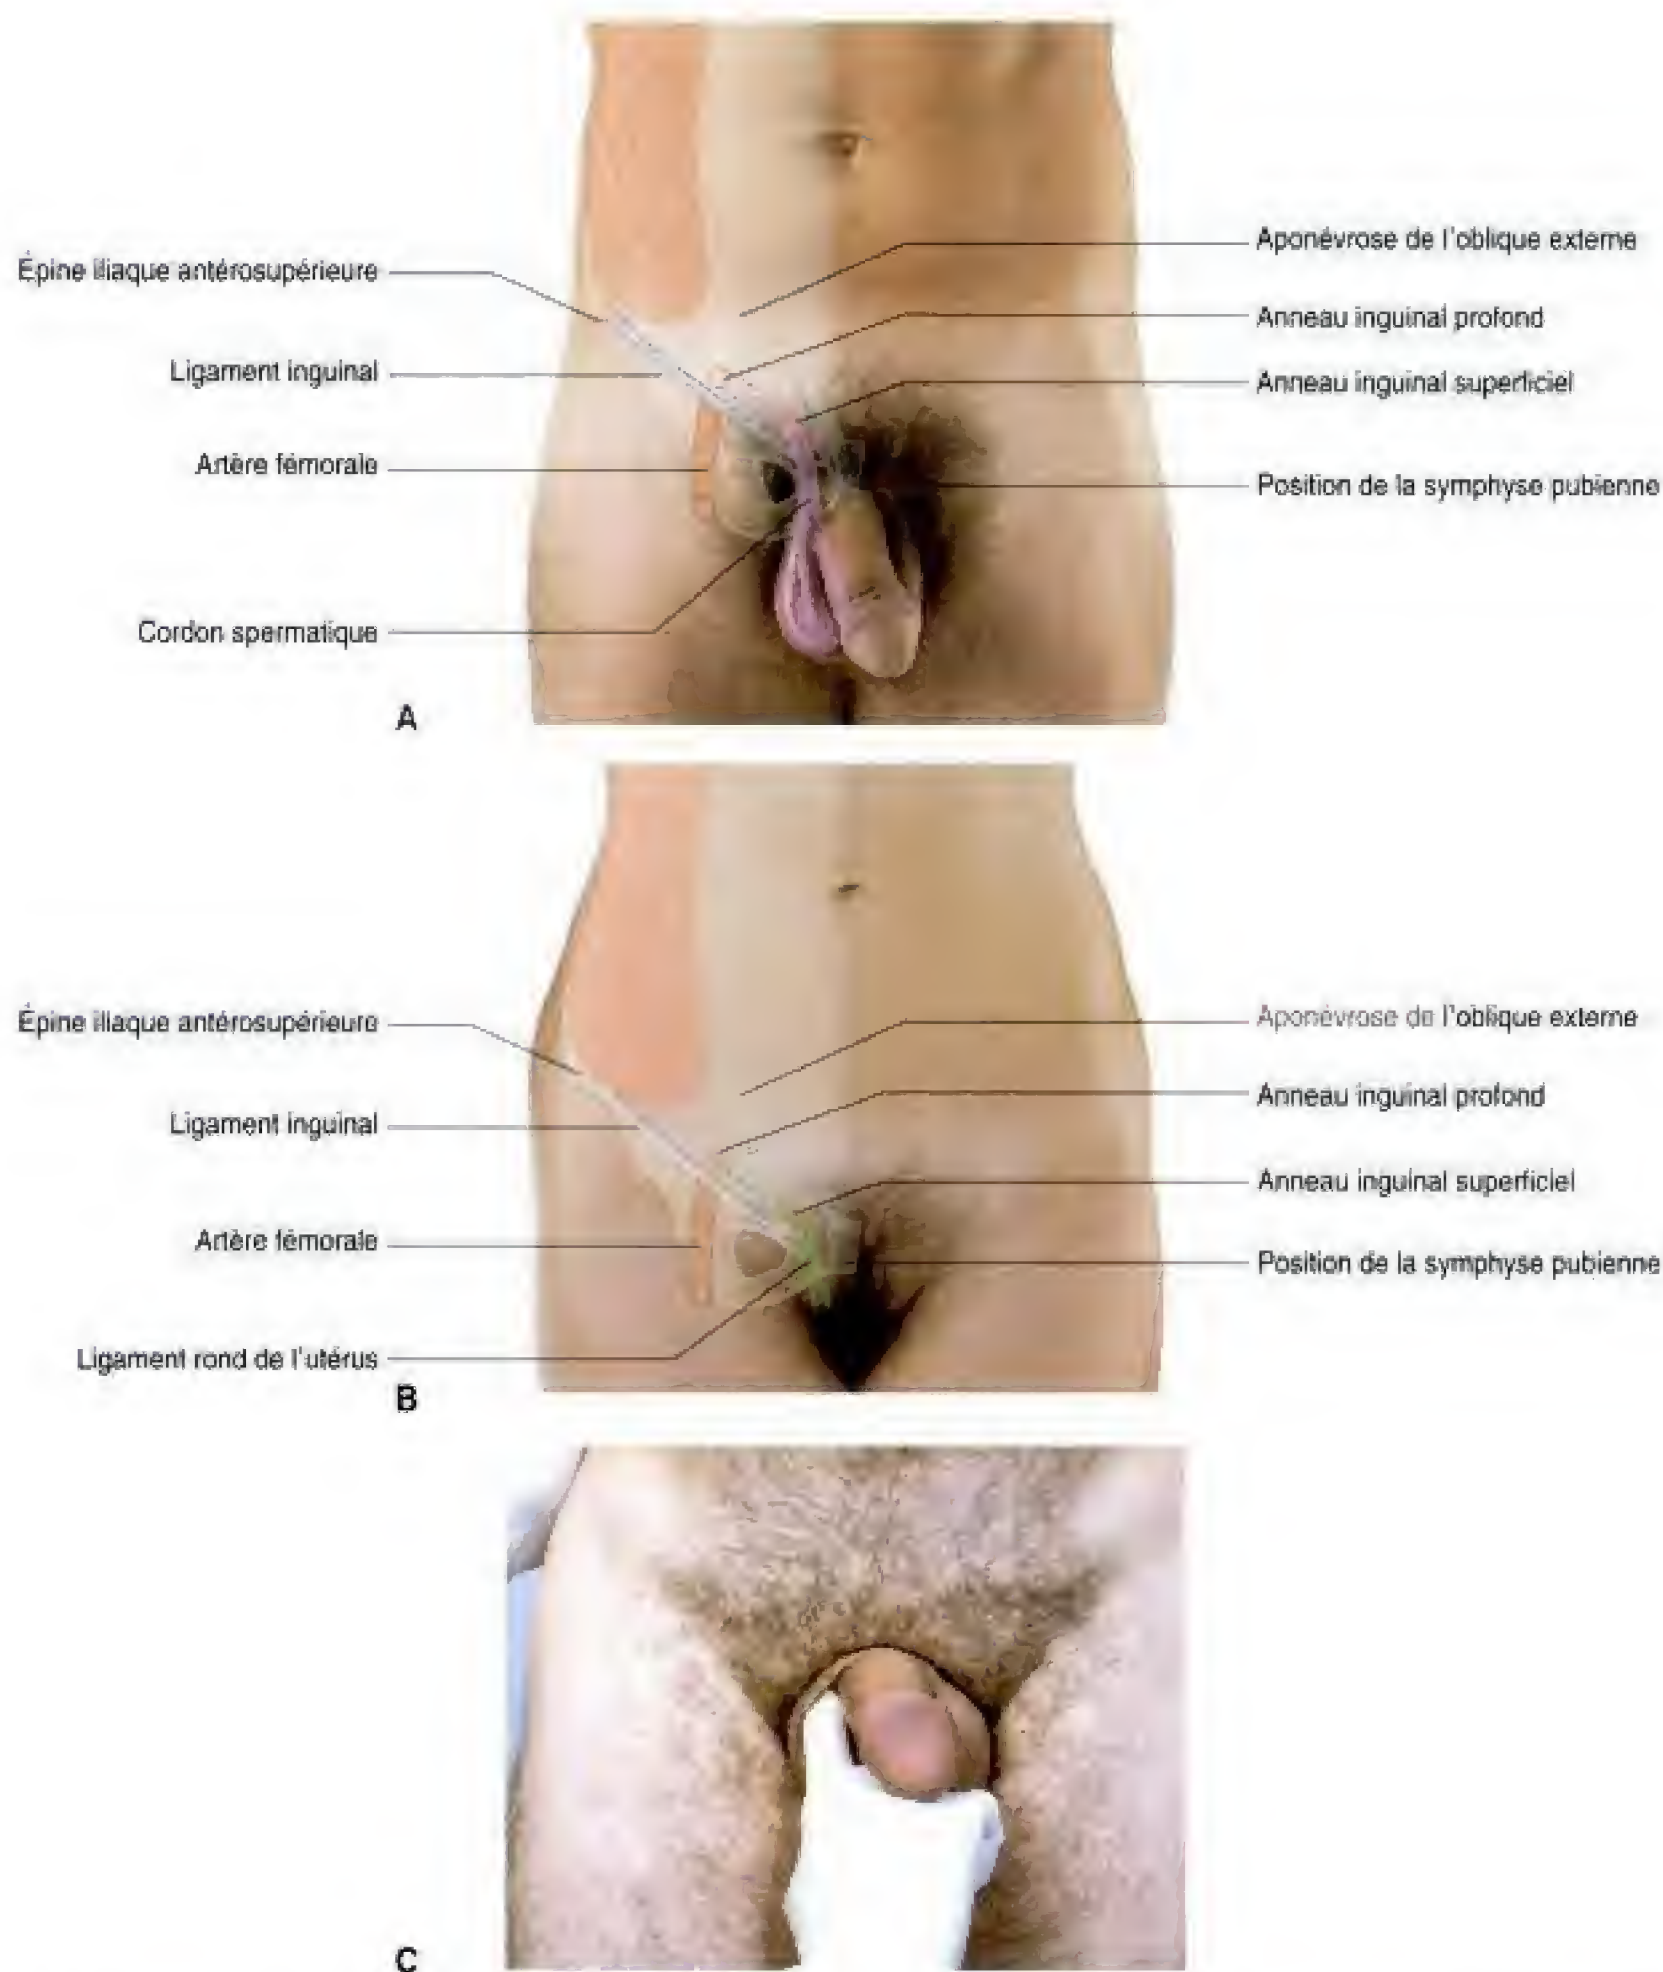 Épine iliaque antérosupérieure
Ligament inguinal
Artère fémorale
Cordon spermatique
Aponévrose de l'oblique externe
Anneau inguinal profond
Anneau inguinal superficiel
Position de la symphyse pubienne
A
Épine iliaque antérosupérieure
Ligament inguinal
Artère fémorale
Ligament rond de l'utérus
Aponévrose de l'oblique externe
Anneau inguinal profond
Anneau inguinal superficiel
Position de la symphyse pubienne
B
C